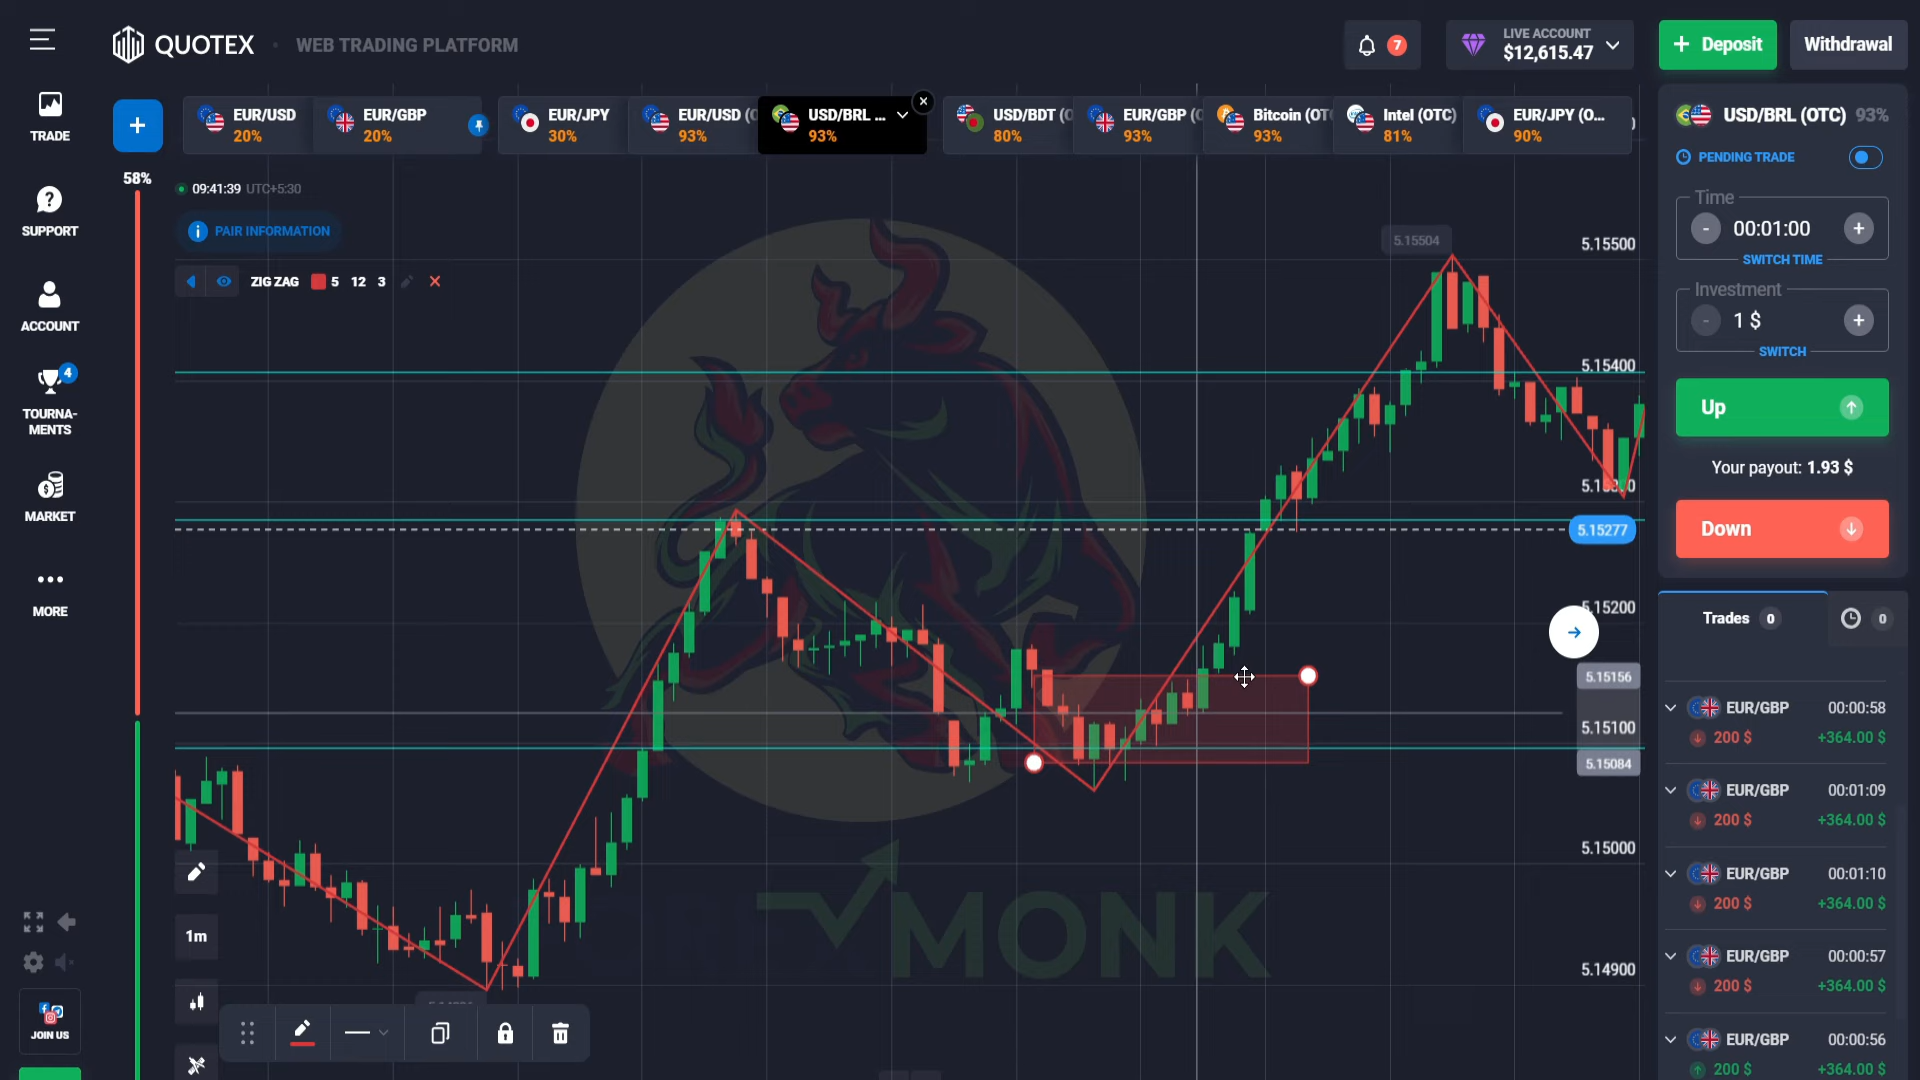 QUOTEX
WEB TRADING PLATFORM
7
LIVE ACCOUNT
$12,615.47
+ Deposit
Withdrawal
TRADE
SUPPORT
ACCOUNT
4
TOURNA-
MENTS
MARKET
MORE
JOIN US
+
EUR/USD
20%
EUR/GBP
20%
EUR/JPY
30%
EUR/USD (O
93%
USD/BRL ...
93%
USD/BDT (O
80%
EUR/GBP (O
93%
Bitcoin (OT
93%
Intel (OTC)
81%
EUR/JPY (O...
90%
58%
09:41:39 UTC+5:30
PAIR INFORMATION
ZIG ZAG 5 12 3
5.15504
5.15500
5.15400
5.15277
5.15200
5.15156
5.15100
5.15084
5.15000
5.14900
MONK
1m
USD/BRL (OTC) 93%
PENDING TRADE
Time
- 00:01:00 +
SWITCH TIME
Investment
- 1 $ +
SWITCH
Up
Your payout: 1.93 $
Down
Trades 0
0
EUR/GBP 00:00:58
200 $ +364.00 $
EUR/GBP 00:01:09
200 $ +364.00 $
EUR/GBP 00:01:10
200 $ +364.00 $
EUR/GBP 00:00:57
200 $ +364.00 $
EUR/GBP 00:00:56
200 $ +364.00 $